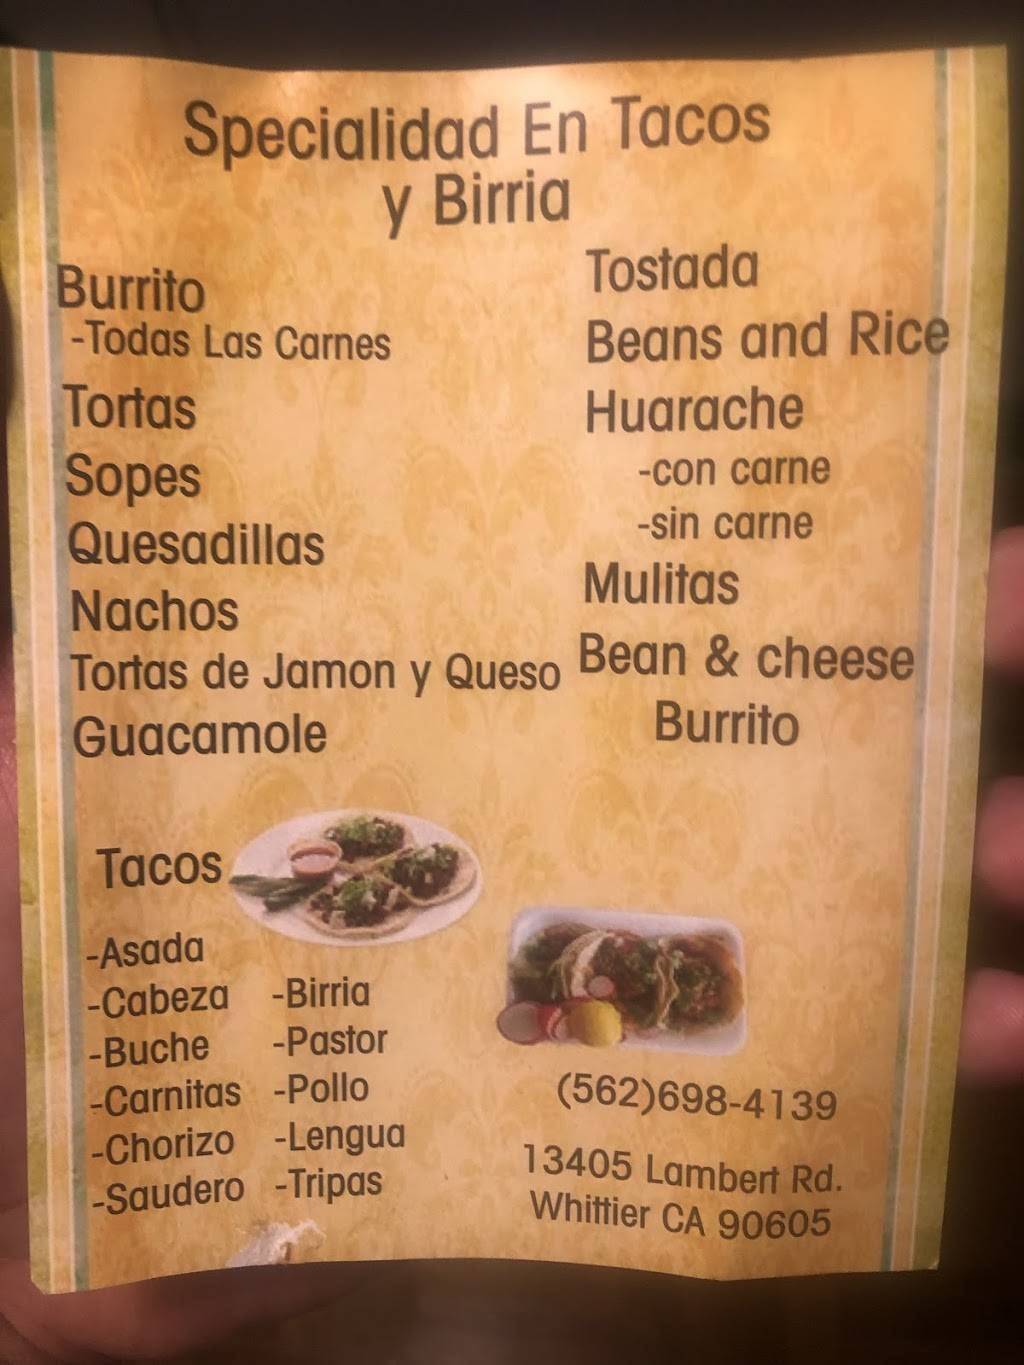 Specialidad En Tacos
y Birria
Burrito
-Todas Las Carnes
Tortas
Sopes
Quesadillas
Nachos
Tortas de Jamon y Queso
Guacamole
Tostada
Beans and Rice
Huarache
-con carne
-sin carne
Mulitas
Bean & cheese
Burrito
Tacos
-Asada
-Cabeza
-Buche
-Carnitas
-Chorizo
-Saudero
-Birria
-Pastor
-Pollo
-Lengua
-Tripas
(562)698-4139
13405 Lambert Rd.
Whittier CA 90605